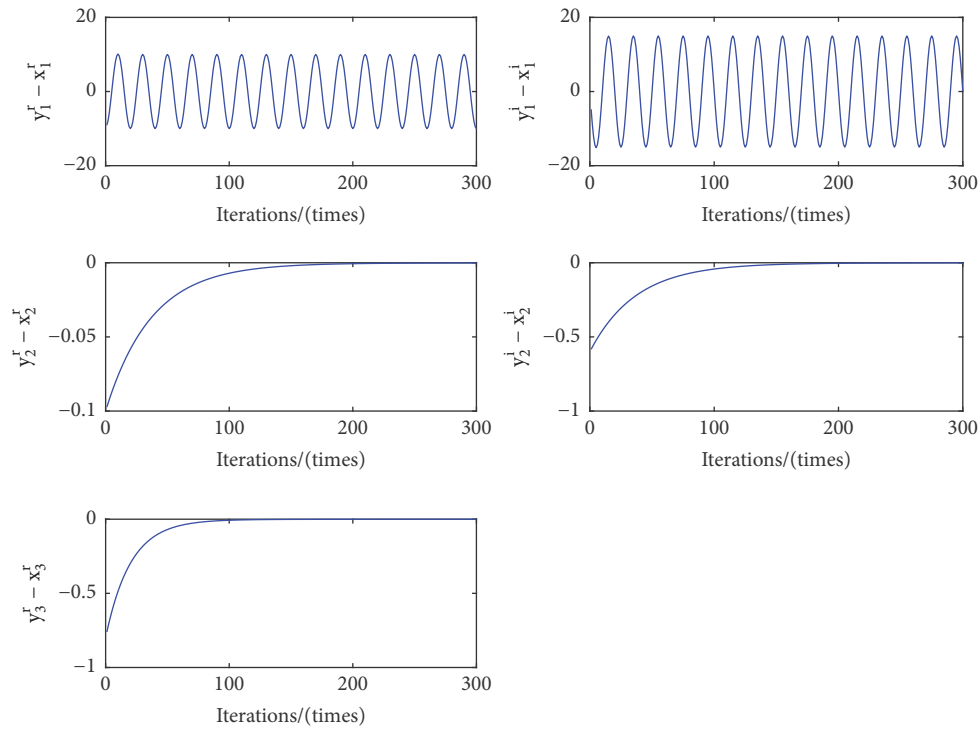 20
0
−20
0 100 200 300
Iterations/(times)
y₁ʳ − x₁ʳ
20
0
−20
0 100 200 300
Iterations/(times)
y₁ⁱ − x₁ⁱ
0
−0.05
−0.1
0 100 200 300
Iterations/(times)
y₂ʳ − x₂ʳ
0
−0.5
−1
0 100 200 300
Iterations/(times)
y₂ⁱ − x₂ⁱ
0
−0.5
−1
0 100 200 300
Iterations/(times)
y₃ʳ − x₃ʳ